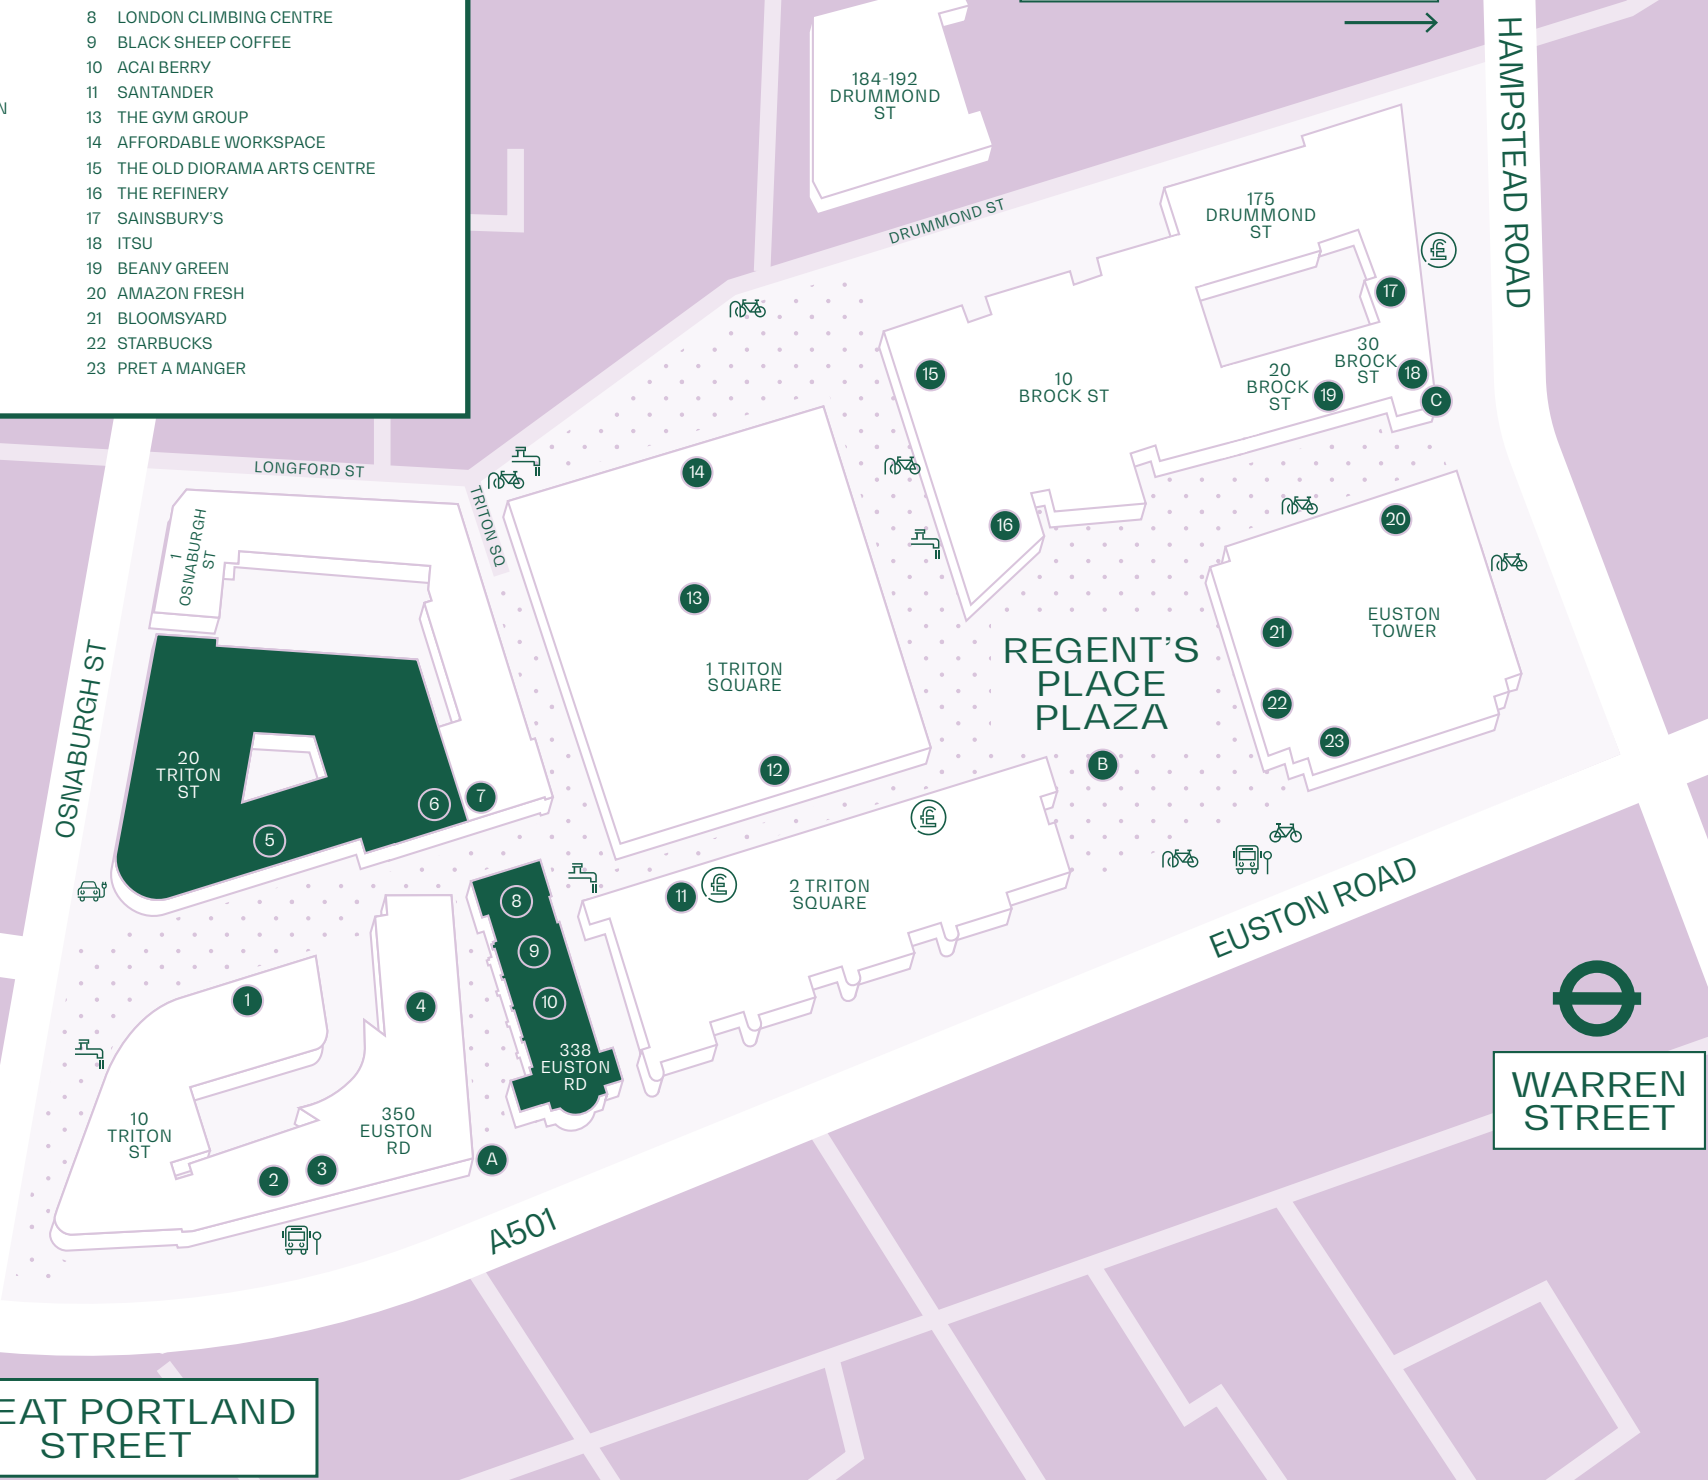 8 LONDON CLIMBING CENTRE
9 BLACK SHEEP COFFEE
10 ACAI BERRY
N
11 SANTANDER
13 THE GYM GROUP
14 AFFORDABLE WORKSPACE
15 THE OLD DIORAMA ARTS CENTRE
16 THE REFINERY
17 SAINSBURY'S
18 ITSU
19 BEANY GREEN
20 AMAZON FRESH
21 BLOOMSYARD
22 STARBUCKS
23 PRET A MANGER
184-192
DRUMMOND
ST
HAMPSTEAD ROAD
DRUMMOND ST
175
DRUMMOND
ST
£
17
30
BROCK
ST
18
C
20
BROCK
ST
19
10
BROCK ST
15
16
14
13
1 TRITON
SQUARE
12
LONGFORD ST
TRITON SQ
1
OSNABURGH
ST
OSNABURGH ST
20
TRITON
ST
5
6
7
REGENT'S
PLACE
PLAZA
B
20
EUSTON
TOWER
21
22
23
£
11
£
2 TRITON
SQUARE
8
9
10
338
EUSTON
RD
1
4
10
TRITON
ST
350
EUSTON
RD
2
3
A
EUSTON ROAD
A501
WARREN
STREET
EAT PORTLAND
STREET